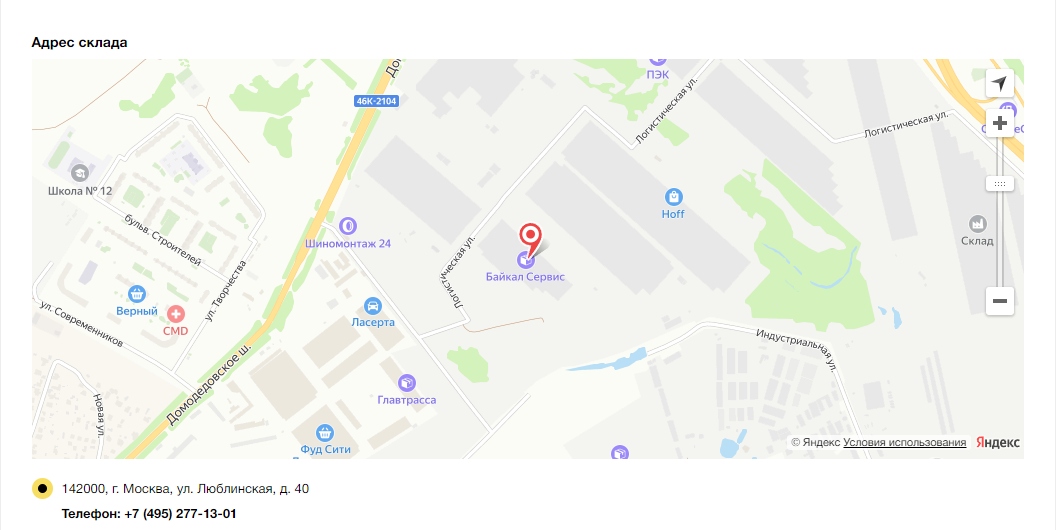 Адрес склада
46К-2104
ПЭК
Логистическая ул.
Логистическая ул.
Школа № 12
Hoff
бульв. Строителей
Шиномонтаж 24
Логистическая ул.
Склад
Байкал Сервис
ул. Творчества
Верный
CMD
Ласерта
ул. Современников
Индустриальная ул.
Домодедовское ш.
Главтрасса
Новая ул.
Фуд Сити
© Яндекс Условия использования Яндекс
142000, г. Москва, ул. Люблинская, д. 40
Телефон: +7 (495) 277-13-01